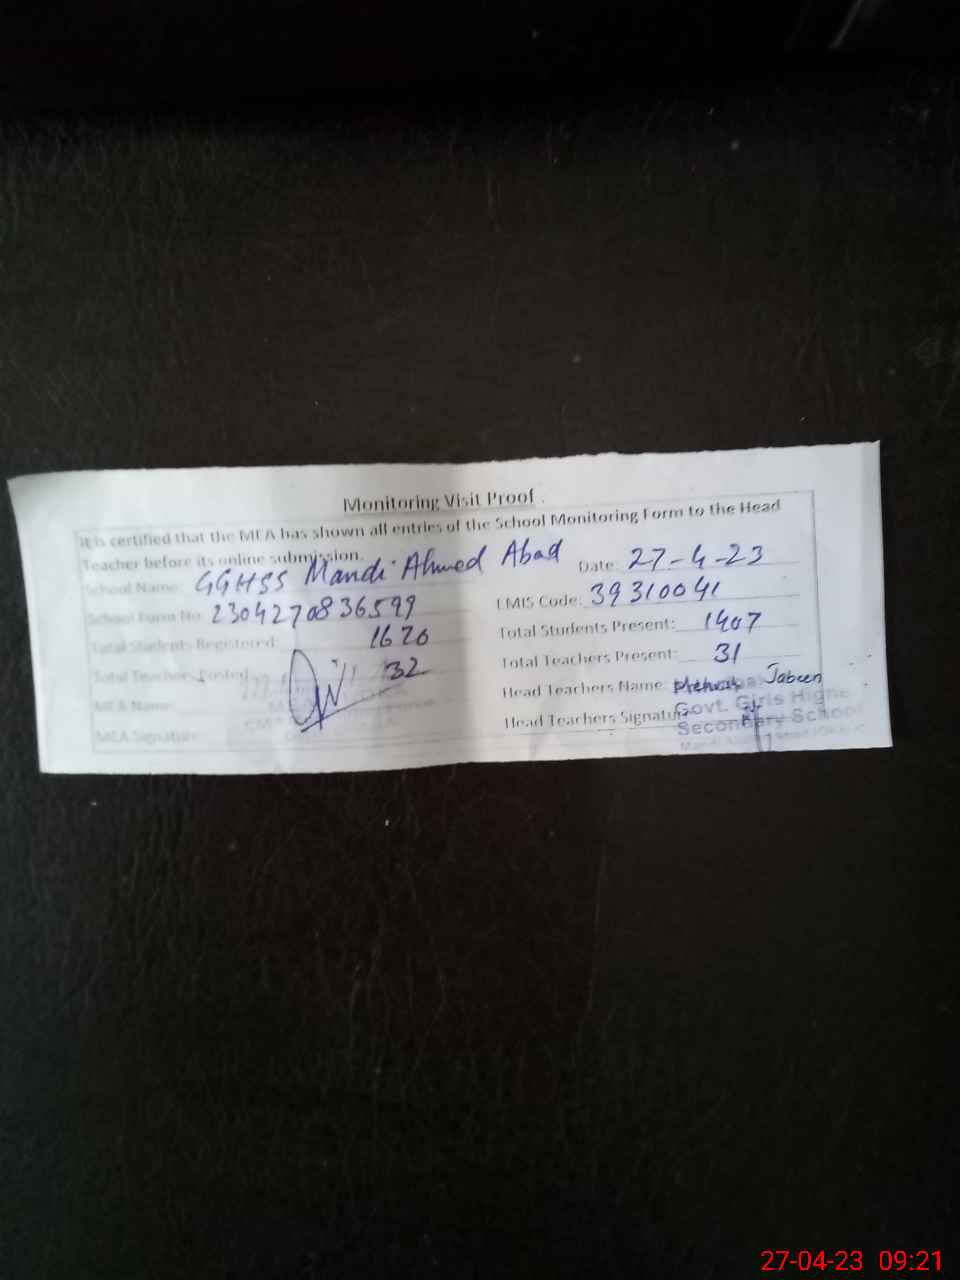 Monitoring Visit Proof
It is certified that the MEA has shown all entries of the School Monitoring Form to the Head
Teacher before its online submission.
School Name: GGHSS Mandi Ahmed Abad Date: 27-4-23
School Form No: 2304270836599 EMIS Code: 39310041
Total Students Registered: 1620 Total Students Present: 1407
Total Teachers Posted 32 Total Teachers Present: 31
MEA Name: Head Teachers Name Jabeen
MEA Signature: Head Teachers Signature
Govt. Girls Highe
Secondary School
27-04-23 09:21